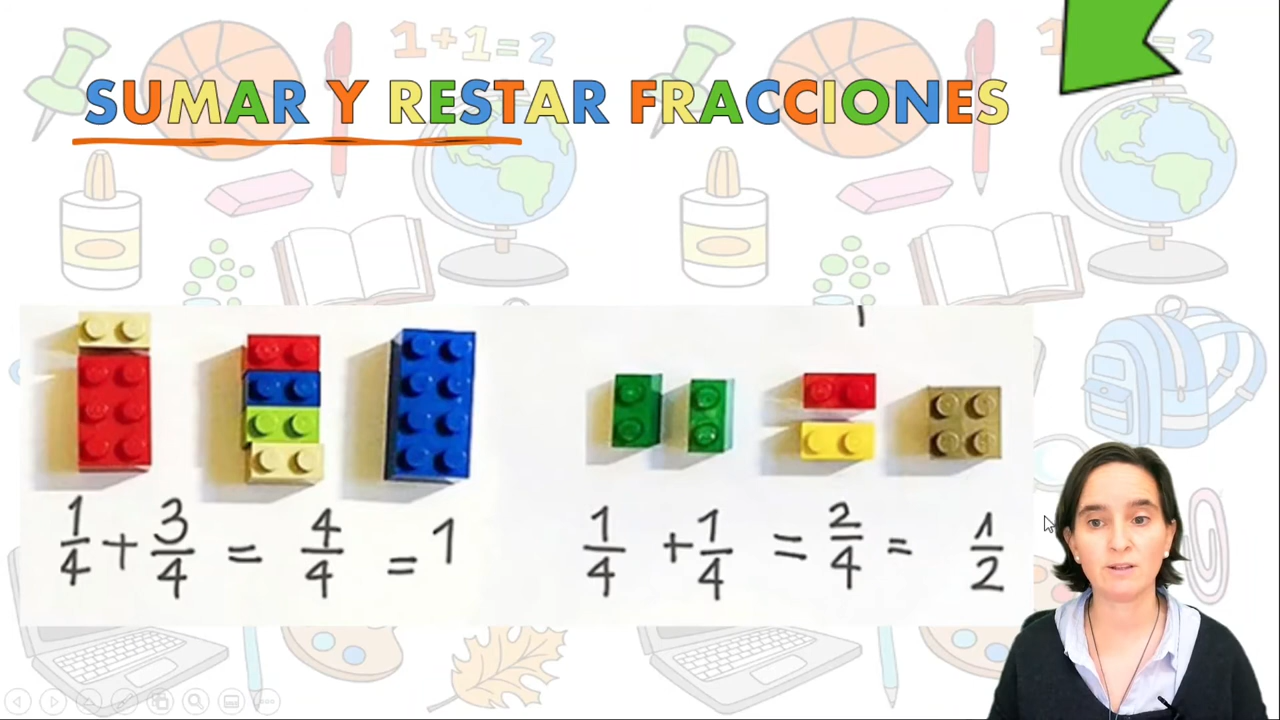 1+1=2
SUMAR Y RESTAR FRACCIONES
1/4 + 3/4 = 4/4 = 1
1/4 + 1/4 = 2/4 = 1/2